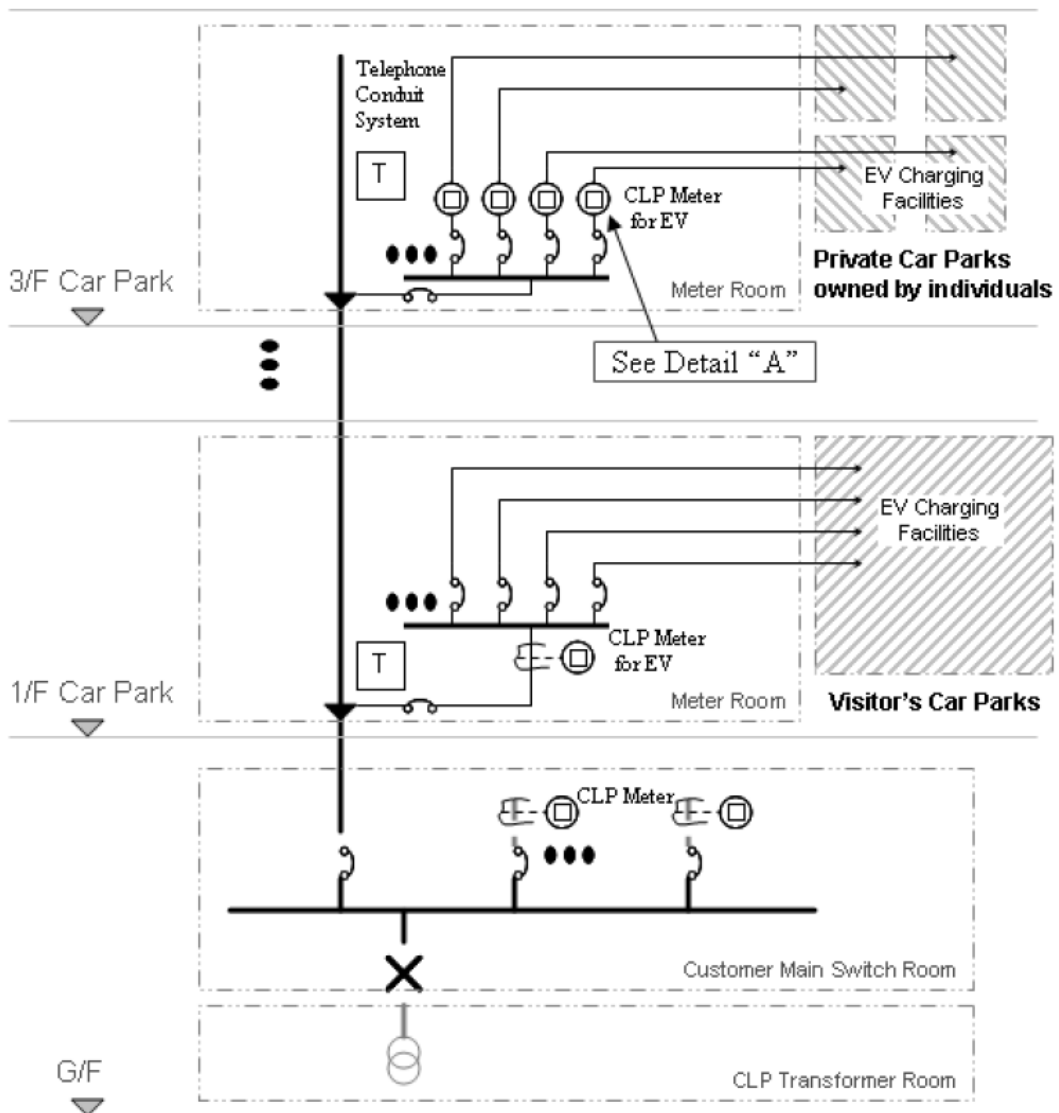 Telephone
Conduit
System
T
CLP Meter
for EV
EV Charging
Facilities
Private Car Parks
owned by individuals
3/F Car Park
Meter Room
See Detail “A”
EV Charging
Facilities
CLP Meter
for EV
T
1/F Car Park
Meter Room
Visitor's Car Parks
CLP Meter
Customer Main Switch Room
G/F
CLP Transformer Room